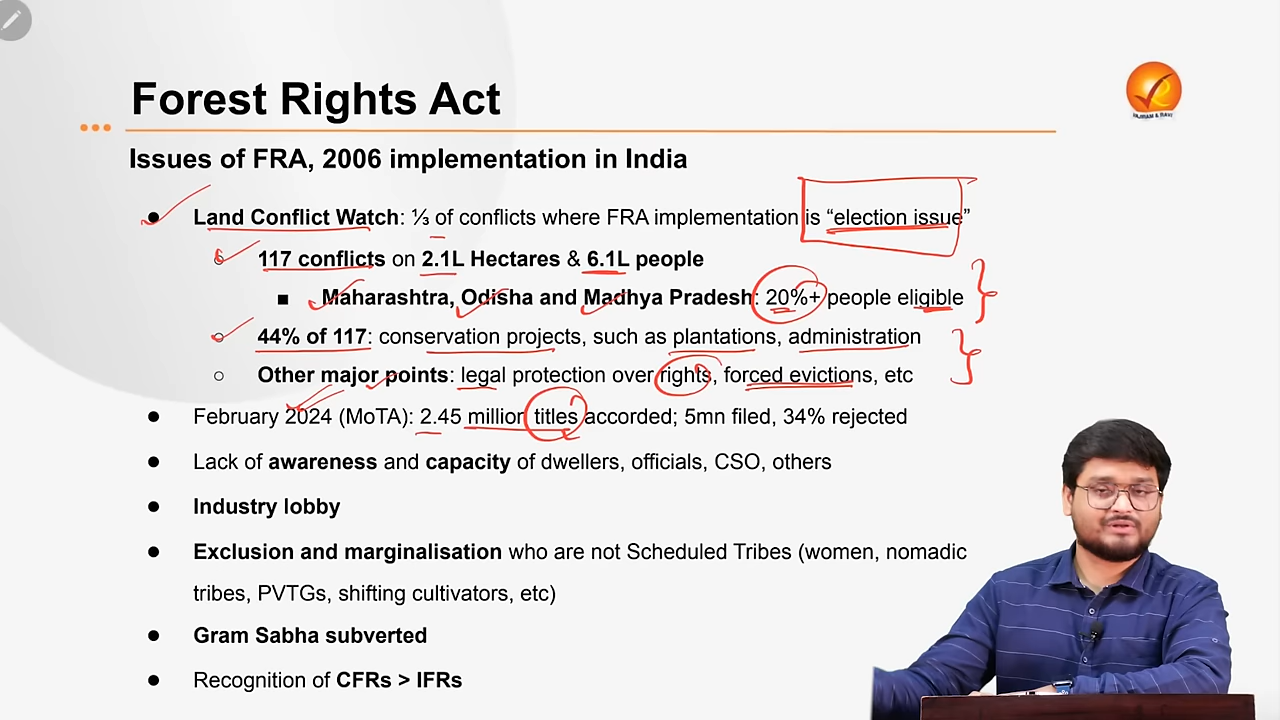 Forest Rights Act
VAJIRAM & RAVI
Issues of FRA, 2006 implementation in India
● Land Conflict Watch: ⅓ of conflicts where FRA implementation is “election issue”
○ 117 conflicts on 2.1L Hectares & 6.1L people
■ Maharashtra, Odisha and Madhya Pradesh: 20%+ people eligible
○ 44% of 117: conservation projects, such as plantations, administration
○ Other major points: legal protection over rights, forced evictions, etc
● February 2024 (MoTA): 2.45 million titles accorded; 5mn filed, 34% rejected
● Lack of awareness and capacity of dwellers, officials, CSO, others
● Industry lobby
● Exclusion and marginalisation who are not Scheduled Tribes (women, nomadic
tribes, PVTGs, shifting cultivators, etc)
● Gram Sabha subverted
● Recognition of CFRs > IFRs